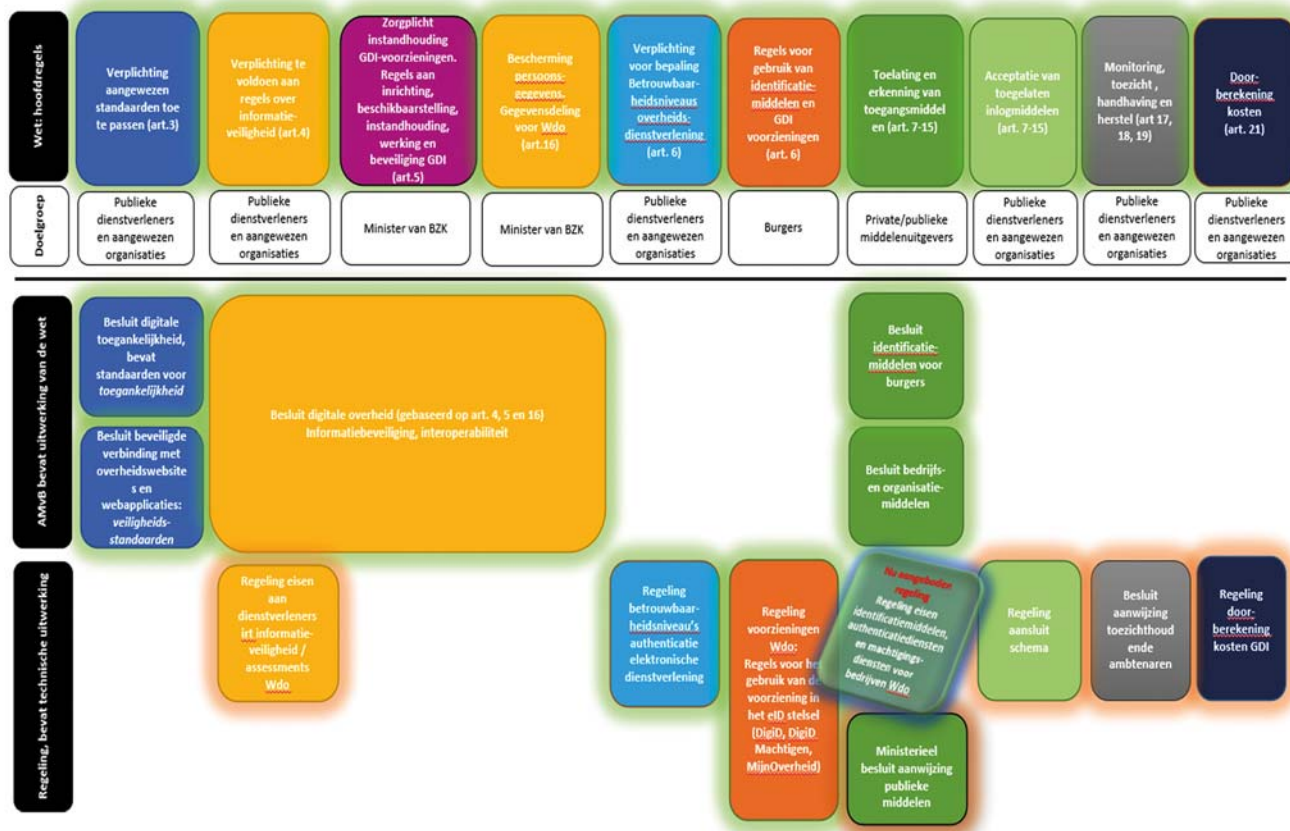 Wet: hoofdregels
Verplichting
aangewezen
standaarden toe
te passen (art.3)
Verplichting te
voldoen aan
regels over
informatie-
veiligheid (art.4)
Zorgplicht
instandhouding
GDI-voorzieningen.
Regels aan
inrichting,
beschikbaarstelling,
instandhouding,
werking en
beveiliging GDI
(art.5)
Bescherming
persoons-
gegevens.
Gegevensdeling
voor Wdo
(art.16)
Verplichting
voor bepaling
Betrouwbaar-
heidsniveaus
overheids-
dienstverlening
(art. 6)
Regels voor
gebruik van
identificatie-
middelen en
GDI
voorzieningen
(art. 6)
Toelating en
erkenning van
toegangsmiddel
en (art. 7-15)
Acceptatie van
toegelaten
inlogmiddelen
(art. 7-15)
Monitoring,
toezicht ,
handhaving en
herstel (art 17,
18, 19)
Door-
berekening
kosten
(art. 21)
Doelgroep
Publieke
dienstverleners
en aangewezen
organisaties
Publieke
dienstverleners
en aangewezen
organisaties
Minister van BZK
Minister van BZK
Publieke
dienstverleners
en aangewezen
organisaties
Burgers
Private/publieke
middelenuitgevers
Publieke
dienstverleners
en aangewezen
organisaties
Publieke
dienstverleners
en aangewezen
organisaties
Publieke
dienstverleners
en aangewezen
organisaties
AMvB bevat uitwerking van de wet
Besluit digitale
toegankelijkheid,
bevat
standaarden voor
toegankelijkheid
Besluit beveiligde
verbinding met
overheidswebsite
s en
webapplicaties:
veiligheids-
standaarden
Besluit digitale overheid (gebaseerd op art. 4, 5 en 16)
Informatiebeveiliging, interoperabiliteit
Besluit
identificatie-
middelen voor
burgers
Besluit bedrijfs-
en organisatie-
middelen
Regeling, bevat technische uitwerking
Regeling eisen
aan
dienstverleners
irt informatie-
veiligheid /
assessments
Wdo
Regeling
betrouwbaar-
heidsniveau's
authenticatie
elektronische
dienstverlening
Regeling
voorzieningen
Wdo:
Regels voor het
gebruik van de
voorziening in
het eID stelsel
(DigiD, DigiD
Machtigen,
MijnOverheid)
Nu aangeboden
regeling
Regeling eisen
identificatiemiddelen,
authenticatiediensten
en machtigings-
diensten voor
bedrijven Wdo
Ministerieel
besluit aanwijzing
publieke
middelen
Regeling
aansluit
schema
Besluit
aanwijzing
toezichthoud
ende
ambtenaren
Regeling
door-
berekening
kosten GDI